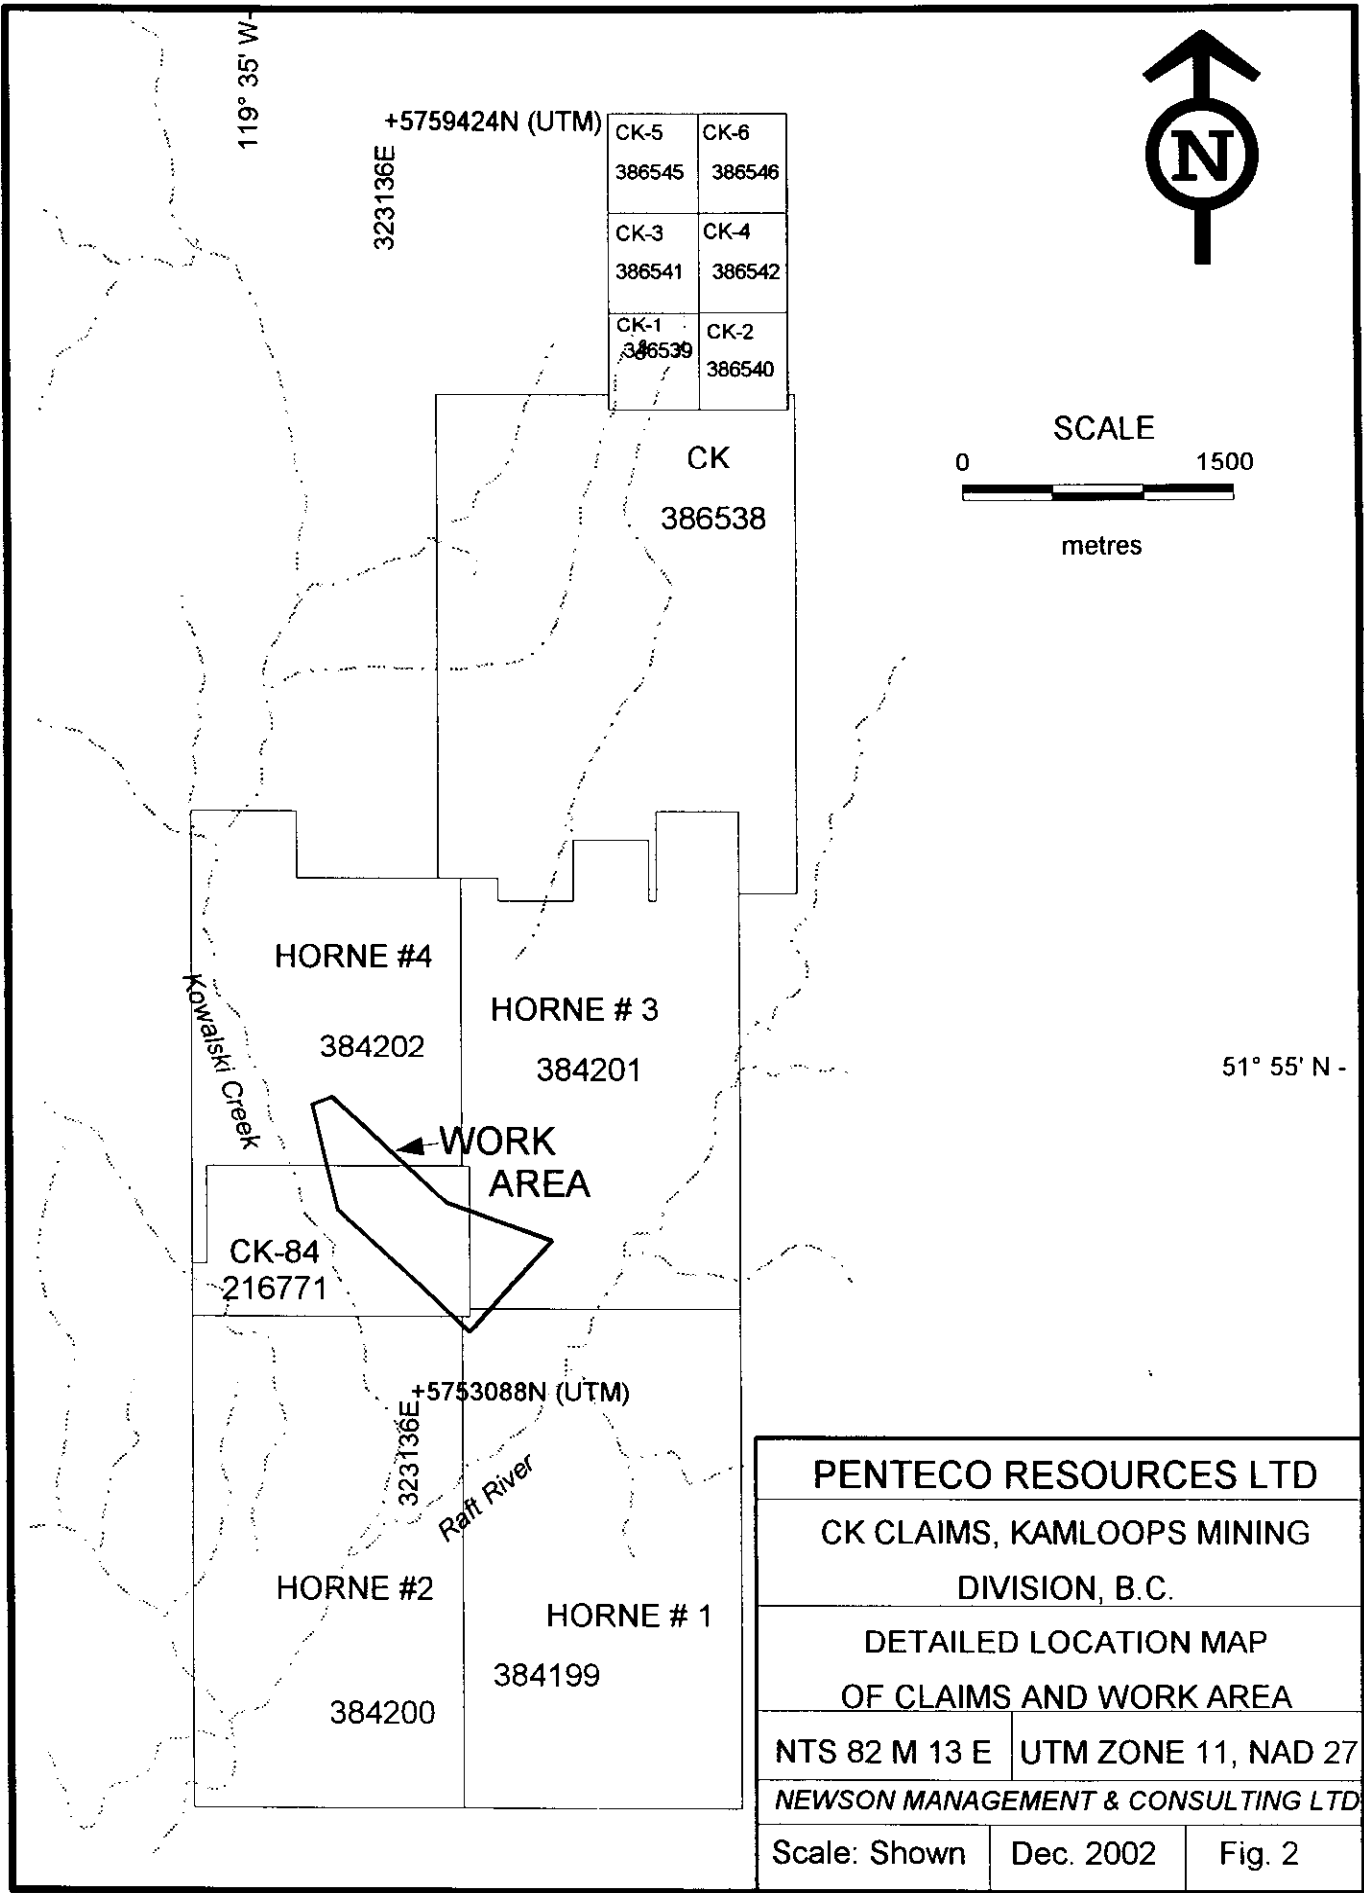 119° 35' W-
+5759424N (UTM)
323136E
CK-5
386545
CK-6
386546
CK-3
386541
CK-4
386542
CK-1
386539
CK-2
386540
N
SCALE
0 1500
metres
CK
386538
HORNE #4
384202
HORNE # 3
384201
Kowalski Creek
51° 55' N -
WORK
AREA
CK-84
216771
+5753088N (UTM)
323136E
Raft River
HORNE #2
384200
HORNE # 1
384199
PENTECO RESOURCES LTD
CK CLAIMS, KAMLOOPS MINING
DIVISION, B.C.
DETAILED LOCATION MAP
OF CLAIMS AND WORK AREA
NTS 82 M 13 E
UTM ZONE 11, NAD 27
NEWSON MANAGEMENT & CONSULTING LTD
Scale: Shown
Dec. 2002
Fig. 2